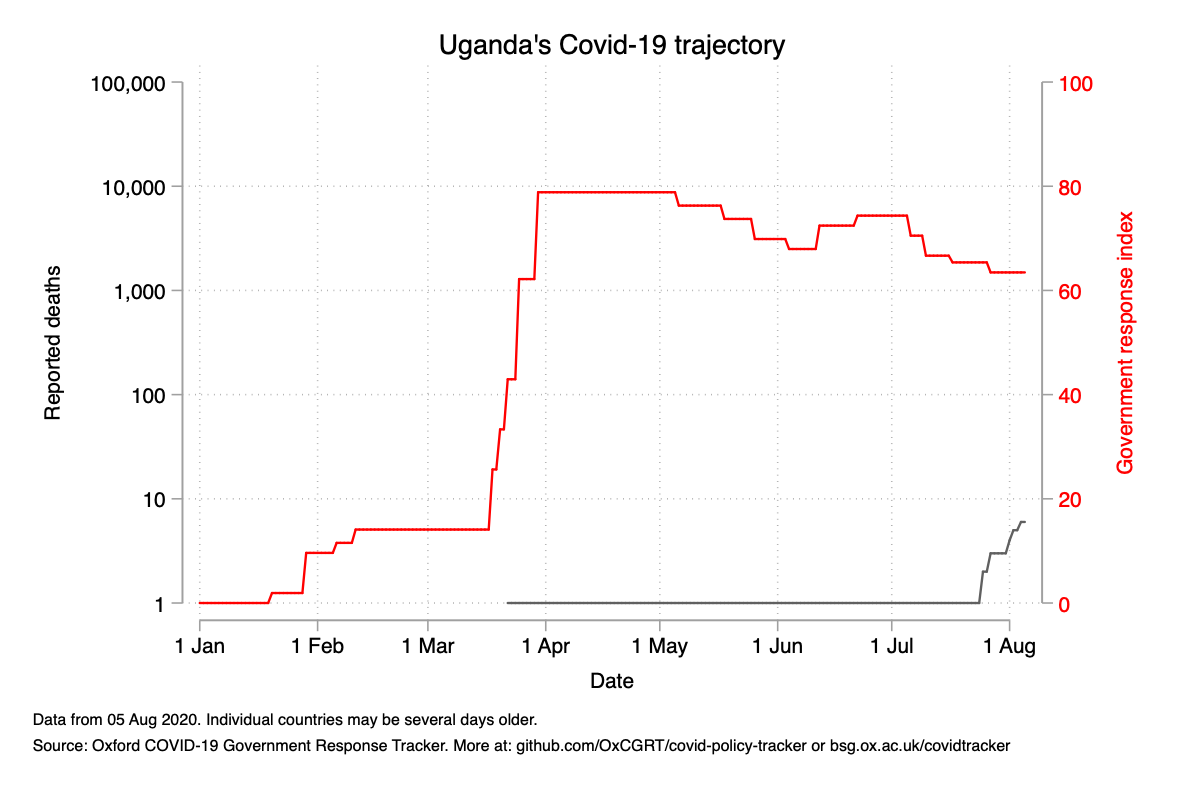 Uganda's Covid-19 trajectory
100,000
10,000
1,000
100
10
1
Reported deaths
100
80
60
40
20
0
Government response index
1 Jan 1 Feb 1 Mar 1 Apr 1 May 1 Jun 1 Jul 1 Aug
Date
Data from 05 Aug 2020. Individual countries may be several days older.
Source: Oxford COVID-19 Government Response Tracker. More at: github.com/OxCGRT/covid-policy-tracker or bsg.ox.ac.uk/covidtracker